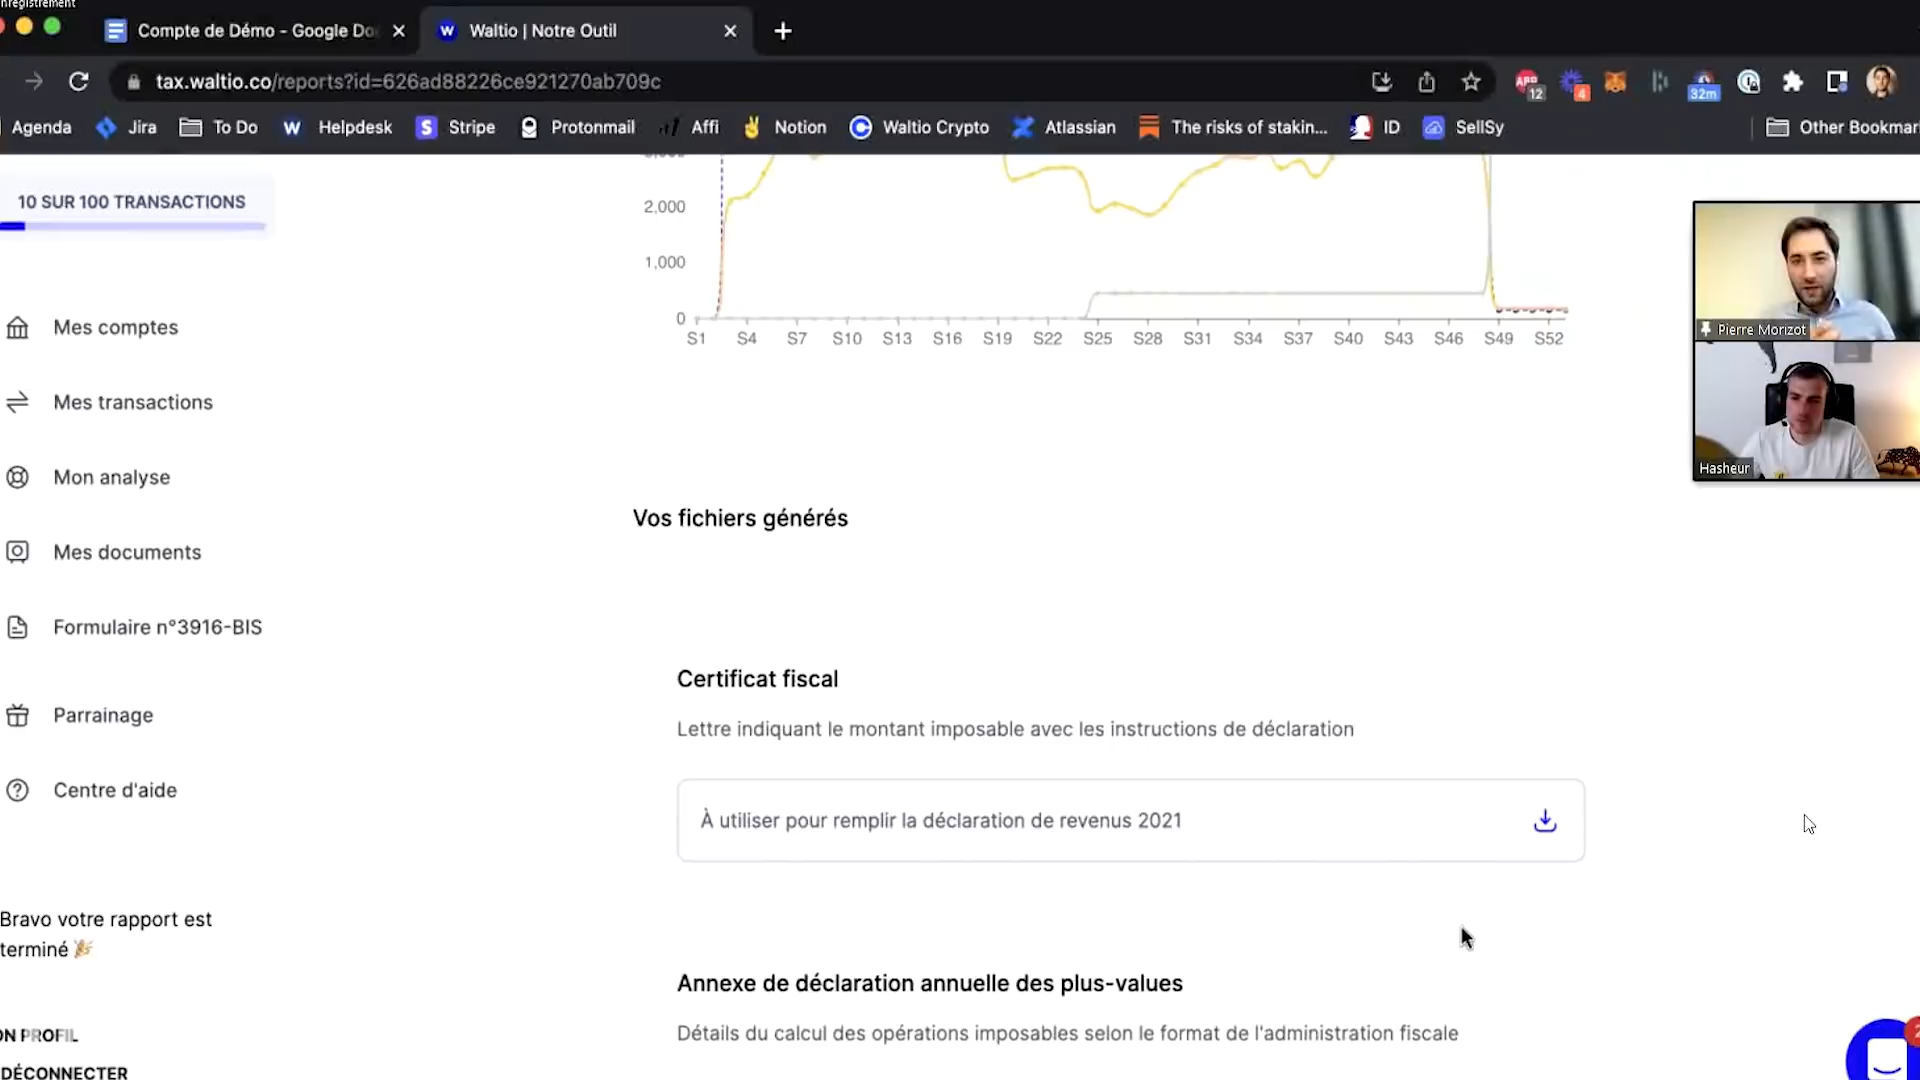 nregistrement
Compte de Démo - Google Do
Waltio | Notre Outil
tax.waltio.co/reports?id=626ad88226ce921270ab709c
12
4
32m
Agenda
Jira
To Do
Helpdesk
Stripe
Protonmail
Affi
Notion
Waltio Crypto
Atlassian
The risks of stakin...
ID
SellSy
Other Bookmar
10 SUR 100 TRANSACTIONS
2,000
1,000
0
S1 S4 S7 S10 S13 S16 S19 S22 S25 S28 S31 S34 S37 S40 S43 S46 S49 S52
Pierre Morizot
Hasheur
Mes comptes
Mes transactions
Mon analyse
Mes documents
Formulaire n°3916-BIS
Parrainage
Centre d'aide
Bravo votre rapport est
terminé
ON PROFIL
DÉCONNECTER
Vos fichiers générés
Certificat fiscal
Lettre indiquant le montant imposable avec les instructions de déclaration
À utiliser pour remplir la déclaration de revenus 2021
Annexe de déclaration annuelle des plus-values
Détails du calcul des opérations imposables selon le format de l'administration fiscale